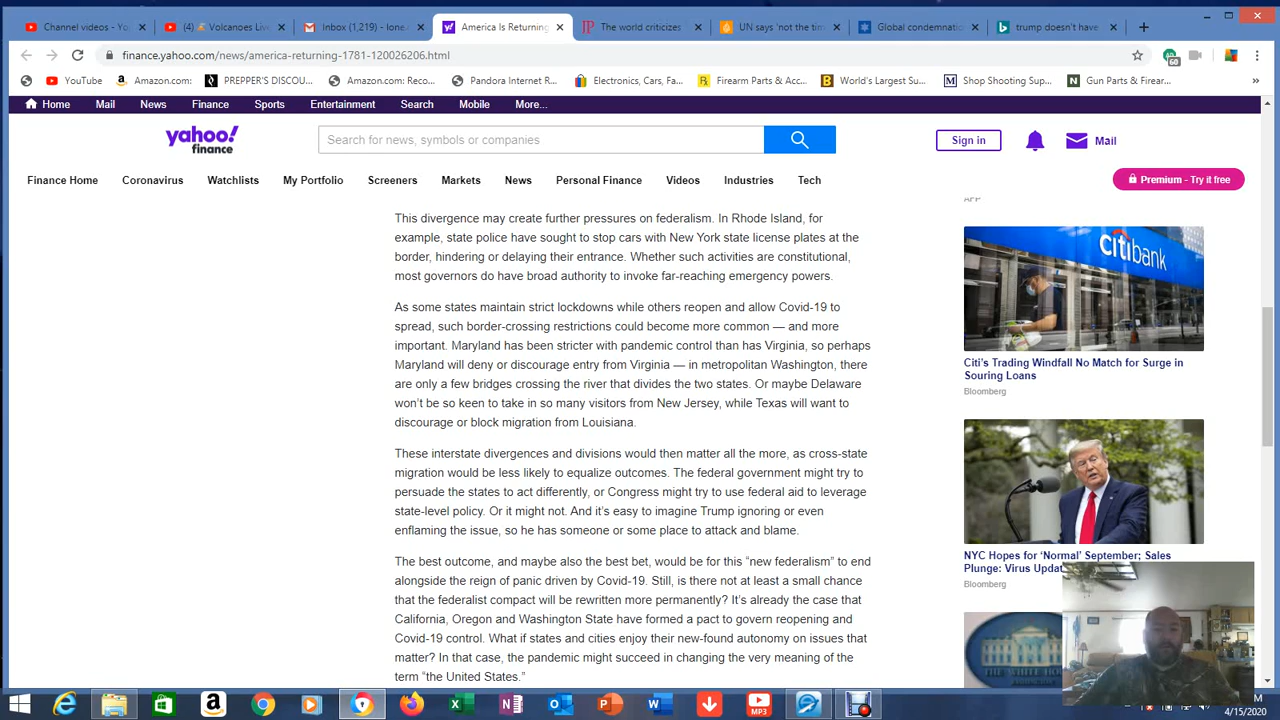 Channel videos -
(4) Volcanoes Live
Inbox (1,219) - lone.
America Is Returning
The world criticizes
UN says 'not the tim
Global condemnation
trump doesn't have
finance.yahoo.com/news/america-returning-1781-120026206.html
60
YouTube
Amazon.com:
PREPPER'S DISCOU...
Amazon.com: Reco...
Pandora Internet R...
Electronics, Cars, Fa...
Firearm Parts & Acc...
World's Largest Su...
Shop Shooting Sup...
Gun Parts & Firear...
Home Mail News Finance Sports Entertainment Search Mobile More...
yahoo!
finance
Search for news, symbols or companies
Sign in
Mail
Finance Home Coronavirus Watchlists My Portfolio Screeners Markets News Personal Finance Videos Industries Tech
Premium - Try it free
This divergence may create further pressures on federalism. In Rhode Island, for
example, state police have sought to stop cars with New York state license plates at the
border, hindering or delaying their entrance. Whether such activities are constitutional,
most governors do have broad authority to invoke far-reaching emergency powers.
As some states maintain strict lockdowns while others reopen and allow Covid-19 to
spread, such border-crossing restrictions could become more common — and more
important. Maryland has been stricter with pandemic control than has Virginia, so perhaps
Maryland will deny or discourage entry from Virginia — in metropolitan Washington, there
are only a few bridges crossing the river that divides the two states. Or maybe Delaware
won't be so keen to take in so many visitors from New Jersey, while Texas will want to
discourage or block migration from Louisiana.
These interstate divergences and divisions would then matter all the more, as cross-state
migration would be less likely to equalize outcomes. The federal government might try to
persuade the states to act differently, or Congress might try to use federal aid to leverage
state-level policy. Or it might not. And it's easy to imagine Trump ignoring or even
enflaming the issue, so he has someone or some place to attack and blame.
The best outcome, and maybe also the best bet, would be for this “new federalism” to end
alongside the reign of panic driven by Covid-19. Still, is there not at least a small chance
that the federalist compact will be rewritten more permanently? It's already the case that
California, Oregon and Washington State have formed a pact to govern reopening and
Covid-19 control. What if states and cities enjoy their new-found autonomy on issues that
matter? In that case, the pandemic might succeed in changing the very meaning of the
term “the United States.”
AFP
citibank
Citi's Trading Windfall No Match for Surge in
Souring Loans
Bloomberg
NYC Hopes for 'Normal' September; Sales
Plunge: Virus Updat
Bloomberg
MP3
M
4/15/2020